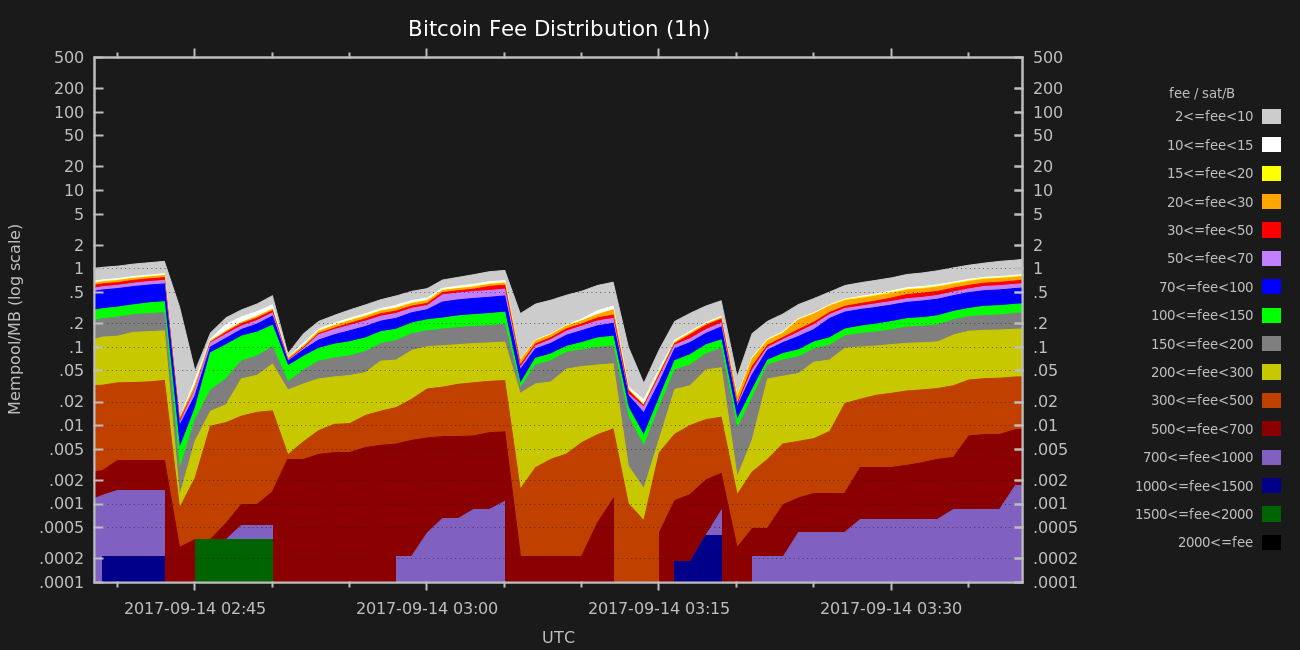 Bitcoin Fee Distribution (1h)
Mempool/MB (log scale)
500
200
100
50
20
10
5
2
1
.5
.2
.1
.05
.02
.01
.005
.002
.001
.0005
.0002
.0001
500
200
100
50
20
10
5
2
1
.5
.2
.1
.05
.02
.01
.005
.002
.001
.0005
.0002
.0001
2017-09-14 02:45
2017-09-14 03:00
2017-09-14 03:15
2017-09-14 03:30
UTC
fee / sat/B
2<=fee<10
10<=fee<15
15<=fee<20
20<=fee<30
30<=fee<50
50<=fee<70
70<=fee<100
100<=fee<150
150<=fee<200
200<=fee<300
300<=fee<500
500<=fee<700
700<=fee<1000
1000<=fee<1500
1500<=fee<2000
2000<=fee